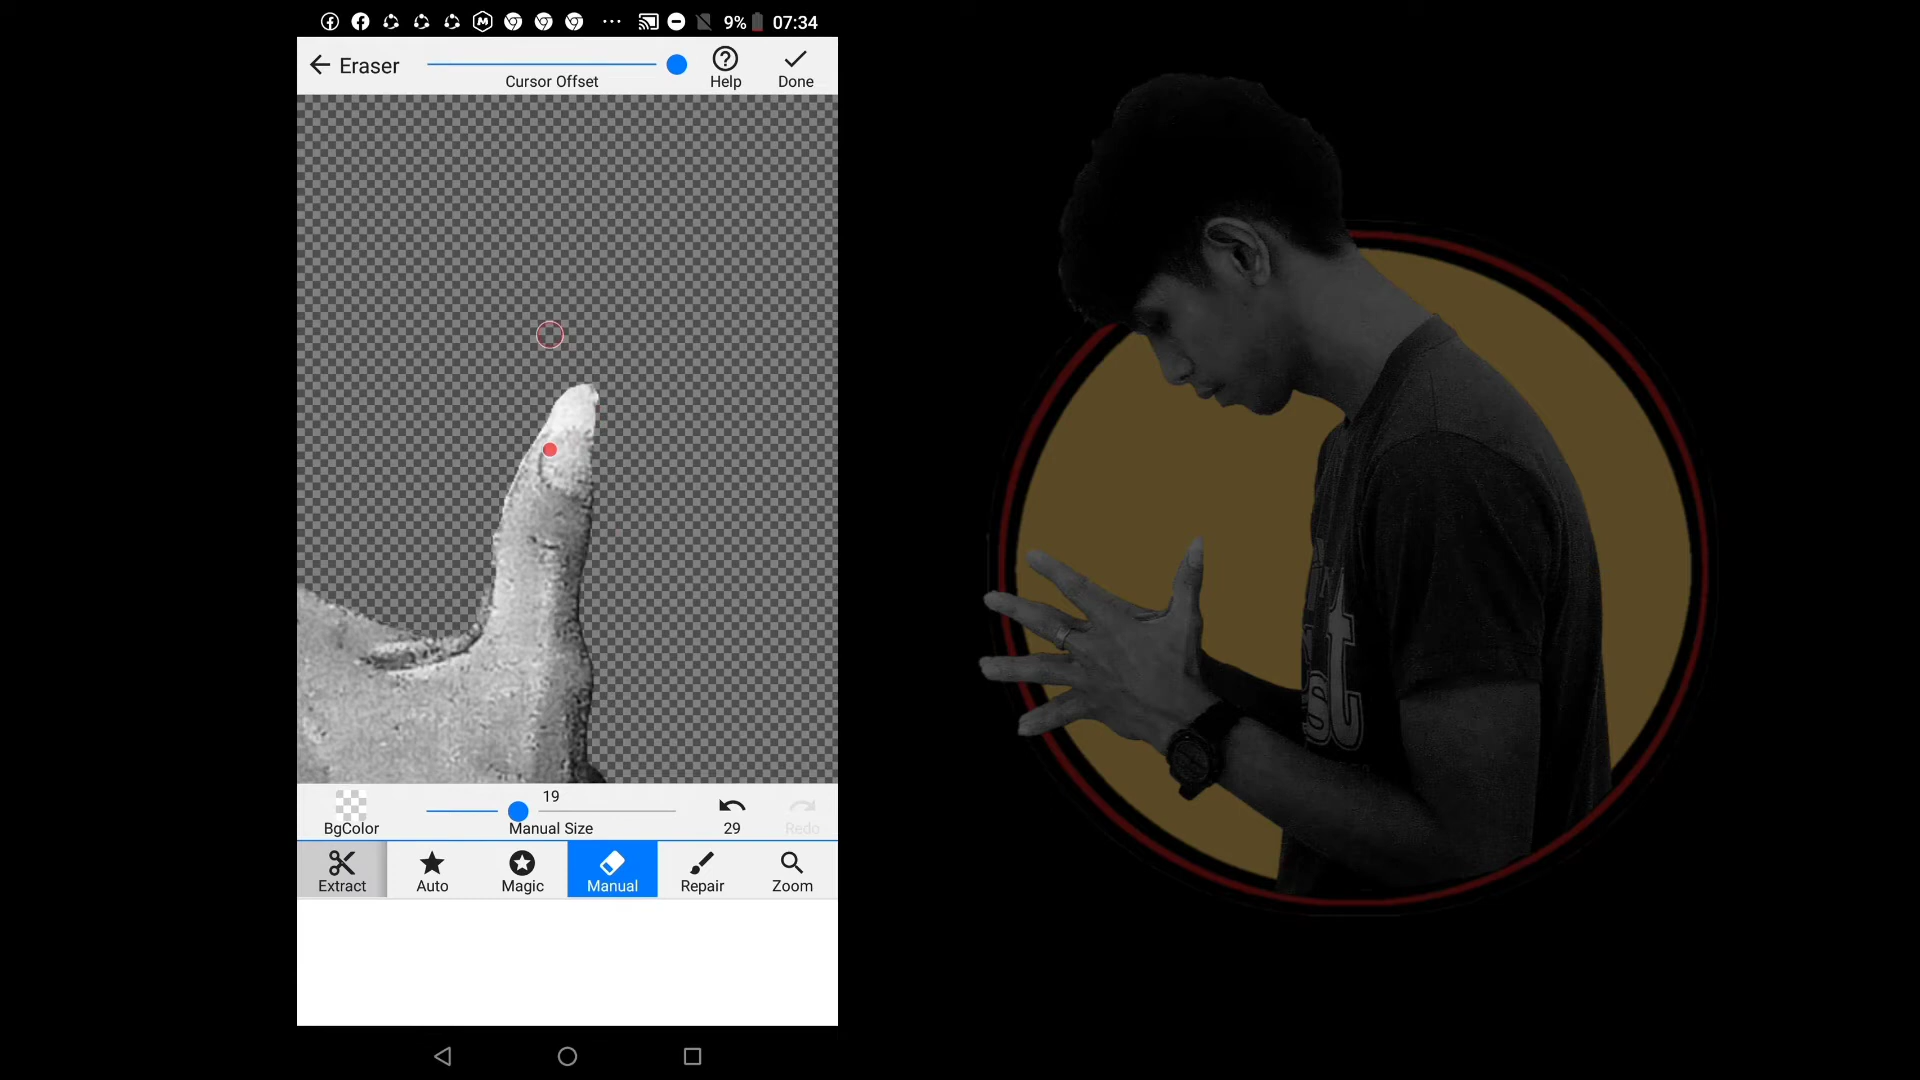 9% 07:34
Eraser
Cursor Offset
Help
Done
19
BgColor
Manual Size
29
Redo
Extract
Auto
Magic
Manual
Repair
Zoom
st